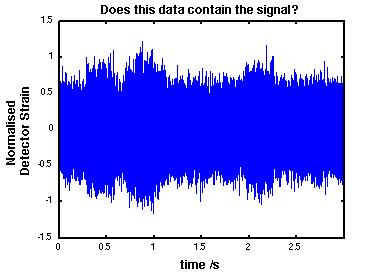 Does this data contain the signal?
Normalised
Detector Strain
1.5
1
0.5
0
-0.5
-1
-1.5
0 0.5 1 1.5 2 2.5
time /s